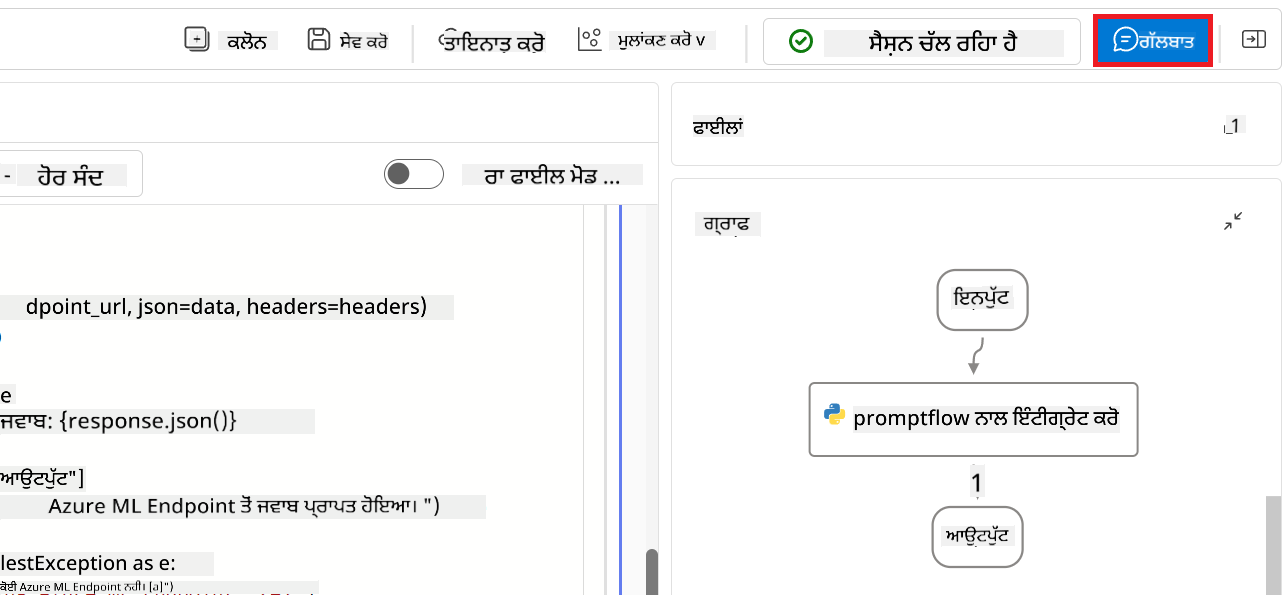 ਕਲੋਨ
ਸੇਵ ਕਰੋ
ਤਾਇਨਾਤ ਕਰੋ
ਮੁਲਾਂਕਣ ਕਰੋ v
ਸੈਸ਼ਨ ਚੱਲ ਰਿਹਾ ਹੈ
ਗੱਲਬਾਤ
ਫਾਈਲਾਂ
1
- ਹੋਰ ਸੰਦ
ਰਾ ਫਾਈਲ ਮੋਡ ...
ਗ੍ਰਾਫ
dpoint_url, json=data, headers=headers)
e
ਜਵਾਬ: {response.json()}
ਆਉਟਪੁੱਟ"]
Azure ML Endpoint ਤੋਂ ਜਵਾਬ ਪ੍ਰਾਪਤ ਹੋਇਆ। ")
lestException as e:
ਕੋਈ Azure ML Endpoint ਨਹੀਂ। [a]")
ਇਨਪੁੱਟ
promptflow ਨਾਲ ਇੰਟੀਗ੍ਰੇਟ ਕਰੋ
1
ਆਉਟਪੁੱਟ